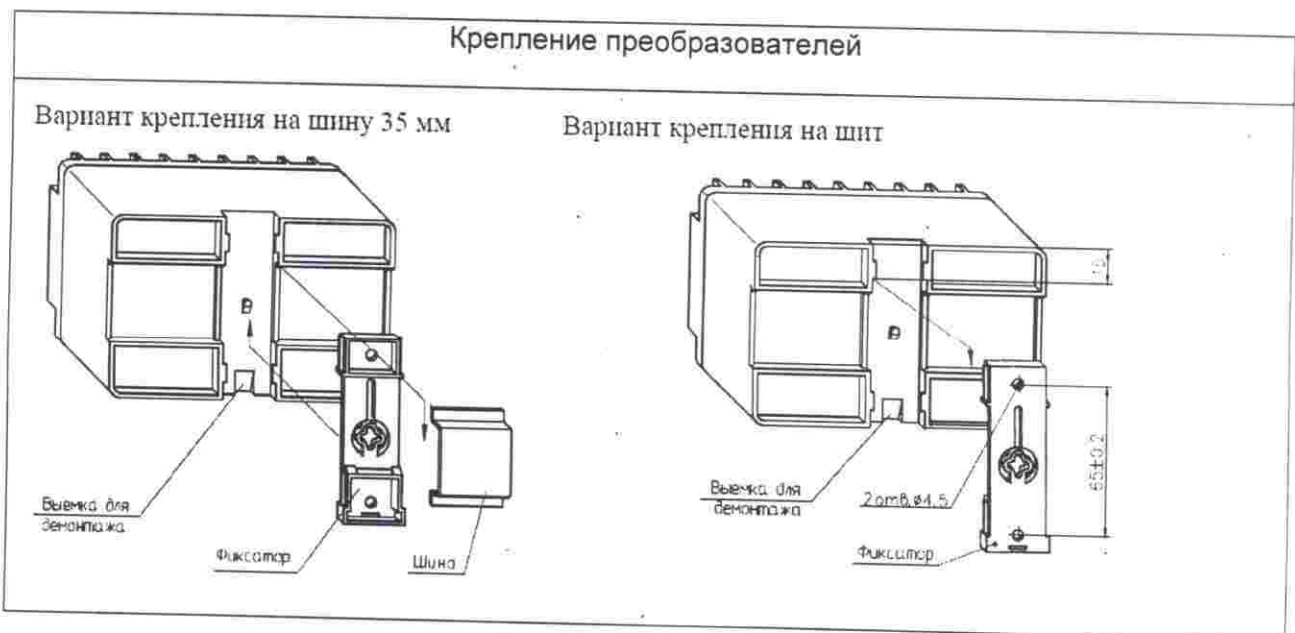 Крепление преобразователей
Вариант крепления на шину 35 мм
Вариант крепления на шит
Выемка для
демонтажа
Фиксатор
Шина
10
Выемка для
демонтажа
2 отв. ø4,5
65±0,2
Фиксатор